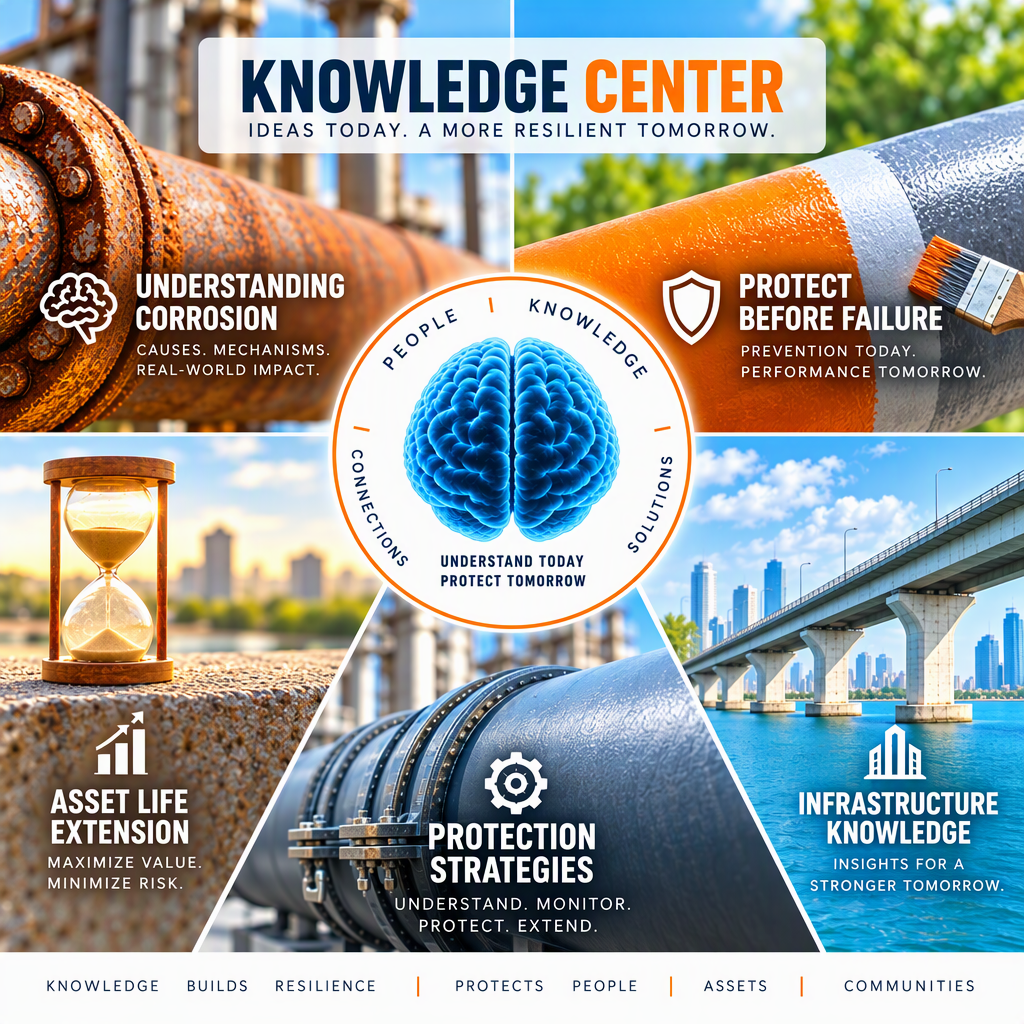 KNOWLEDGE CENTER
IDEAS TODAY. A MORE RESILIENT TOMORROW.
UNDERSTANDING
CORROSION
CAUSES. MECHANISMS.
REAL-WORLD IMPACT.
PROTECT
BEFORE FAILURE
PREVENTION TODAY.
PERFORMANCE TOMORROW.
PEOPLE | KNOWLEDGE
CONNECTIONS
SOLUTIONS
UNDERSTAND TODAY
PROTECT TOMORROW
ASSET LIFE
EXTENSION
MAXIMIZE VALUE.
MINIMIZE RISK.
PROTECTION
STRATEGIES
UNDERSTAND. MONITOR.
PROTECT. EXTEND.
INFRASTRUCTURE
KNOWLEDGE
INSIGHTS FOR A
STRONGER TOMORROW.
KNOWLEDGE BUILDS RESILIENCE | PROTECTS PEOPLE | ASSETS | COMMUNITIES